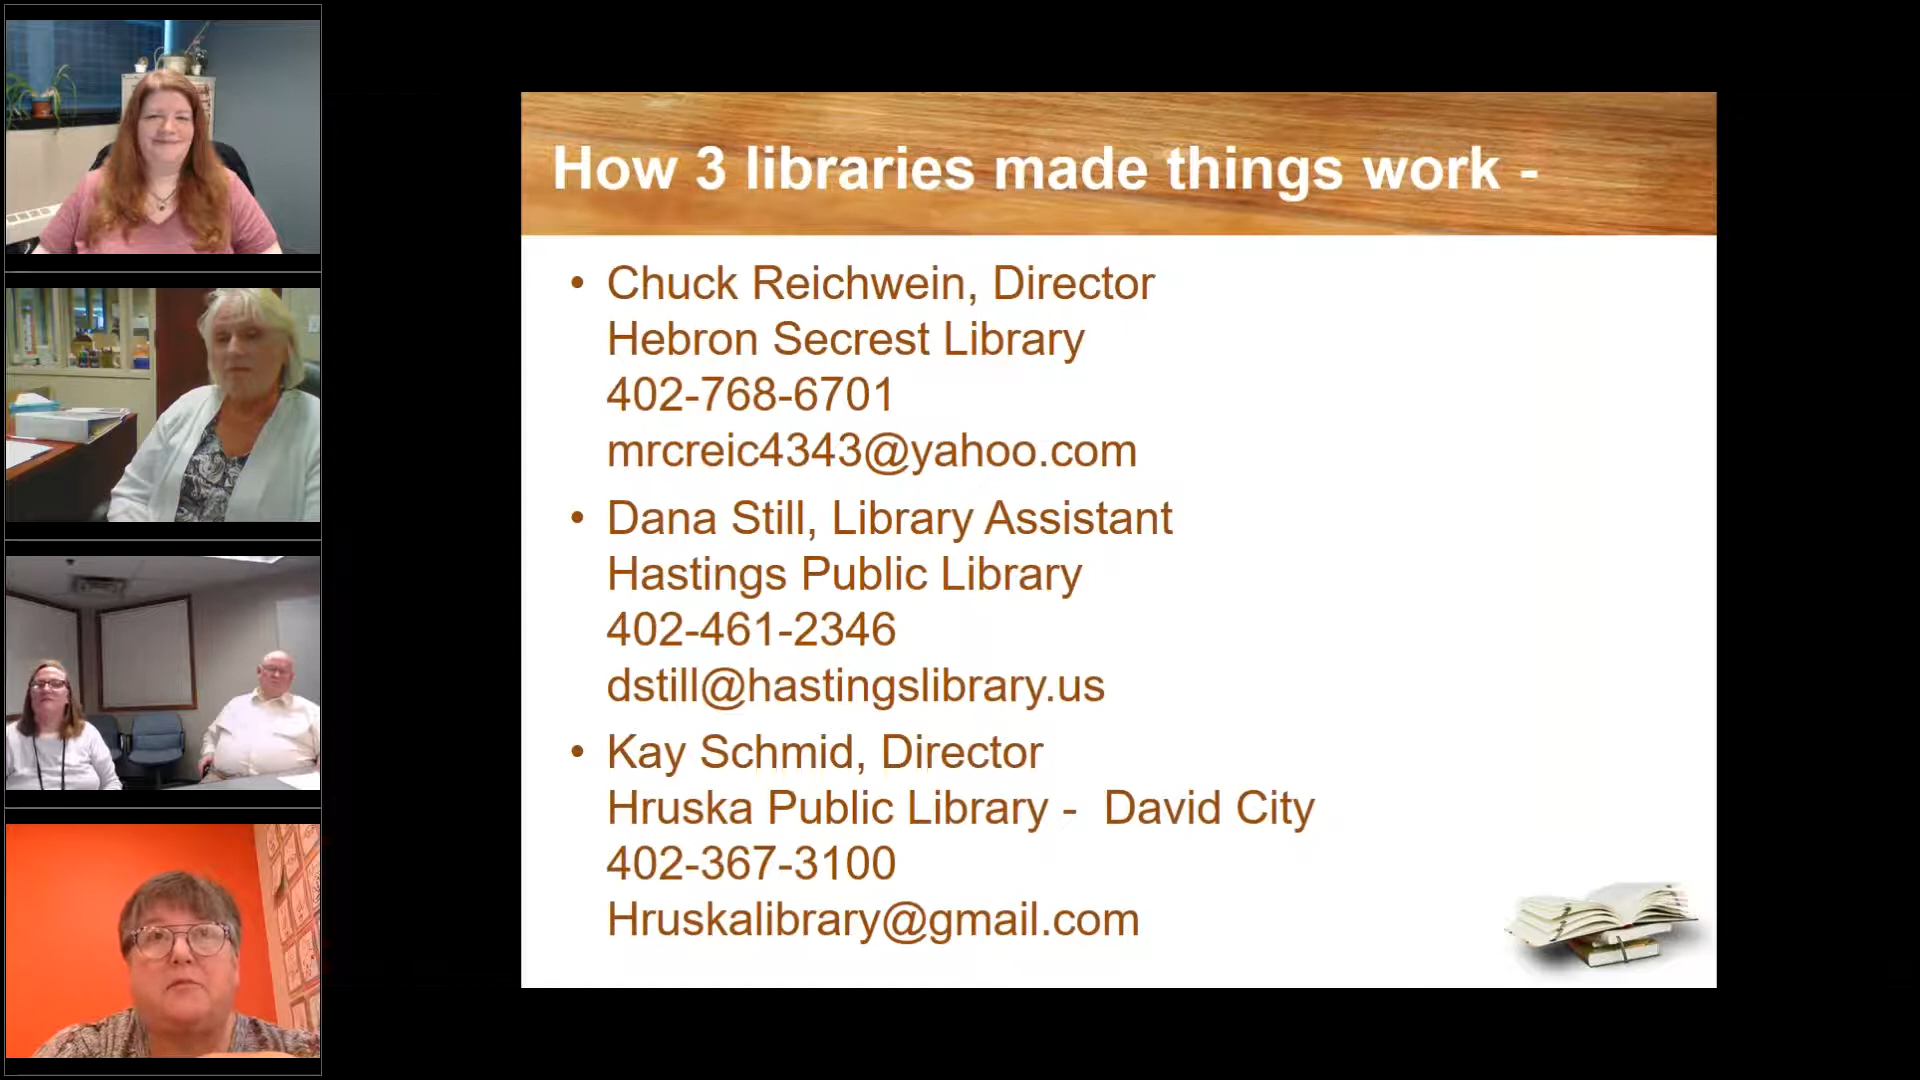 How 3 libraries made things work -
• Chuck Reichwein, Director
Hebron Secrest Library
402-768-6701
mrcreic4343@yahoo.com
• Dana Still, Library Assistant
Hastings Public Library
402-461-2346
dstill@hastingslibrary.us
• Kay Schmid, Director
Hruska Public Library - David City
402-367-3100
Hruskalibrary@gmail.com